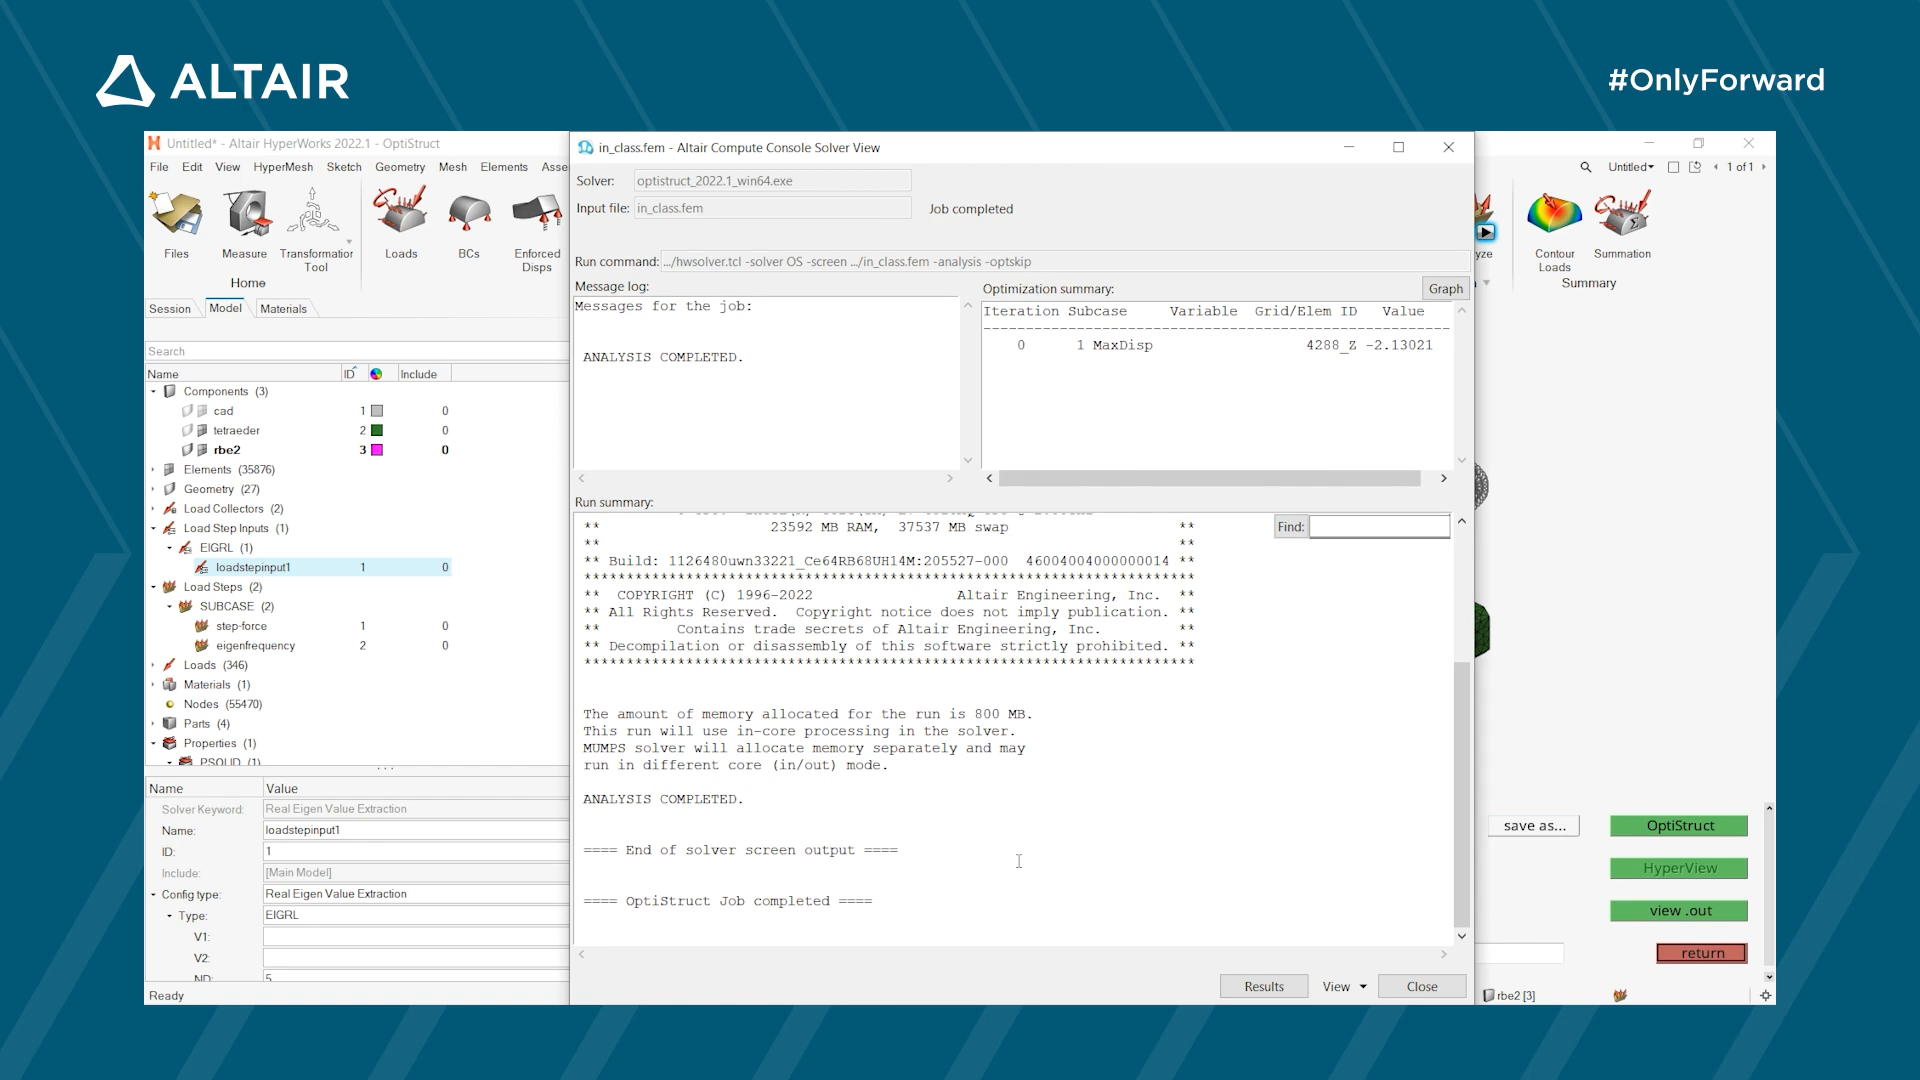 ALTAIR
#OnlyForward
Untitled* - Altair HyperWorks 2022.1 - OptiStruct
File Edit View HyperMesh Sketch Geometry Mesh Elements Asse
Files
Measure
Transformation Tool
Home
Loads
BCs
Enforced Disps
Session Model Materials
Search
Name ID Include
Components (3)
cad 1 0
tetraeder 2 0
rbe2 3 0
Elements (35876)
Geometry (27)
Load Collectors (2)
Load Step Inputs (1)
EIGRL (1)
loadstepinput1 1 0
Load Steps (2)
SUBCASE (2)
step-force 1 0
eigenfrequency 2 0
Loads (346)
Materials (1)
Nodes (55470)
Parts (4)
Properties (1)
PSOLID (1)
Name Value
Solver Keyword: Real Eigen Value Extraction
Name: loadstepinput1
ID: 1
Include: [Main Model]
Config type: Real Eigen Value Extraction
Type: EIGRL
V1:
V2:
ND: 5
Ready
in_class.fem - Altair Compute Console Solver View
Solver: optistruct_2022.1_win64.exe
Input file: in_class.fem Job completed
Run command: .../hwsolver.tcl -solver OS -screen .../in_class.fem -analysis -optskip
Message log:
Messages for the job:
ANALYSIS COMPLETED.
Optimization summary: Graph
Iteration Subcase Variable Grid/Elem ID Value
--------------------------------------------------------
0 1 MaxDisp 4288_Z -2.13021
Run summary:
** 23592 MB RAM, 37537 MB swap **
** **
** Build: 1126480uwn33221_Ce64RB68UH14M:205527-000 46004004000000014 **
************************************************************************
** COPYRIGHT (C) 1996-2022 Altair Engineering, Inc. **
** All Rights Reserved. Copyright notice does not imply publication. **
** Contains trade secrets of Altair Engineering, Inc. **
** Decompilation or disassembly of this software strictly prohibited. **
************************************************************************
The amount of memory allocated for the run is 800 MB.
This run will use in-core processing in the solver.
MUMPS solver will allocate memory separately and may
run in different core (in/out) mode.
ANALYSIS COMPLETED.
==== End of solver screen output ====
==== OptiStruct Job completed ====
Find:
Results View Close
Untitled 1 of 1
yze
Contour Loads
Summation
Summary
save as... OptiStruct
HyperView
view .out
return
rbe2 [3]